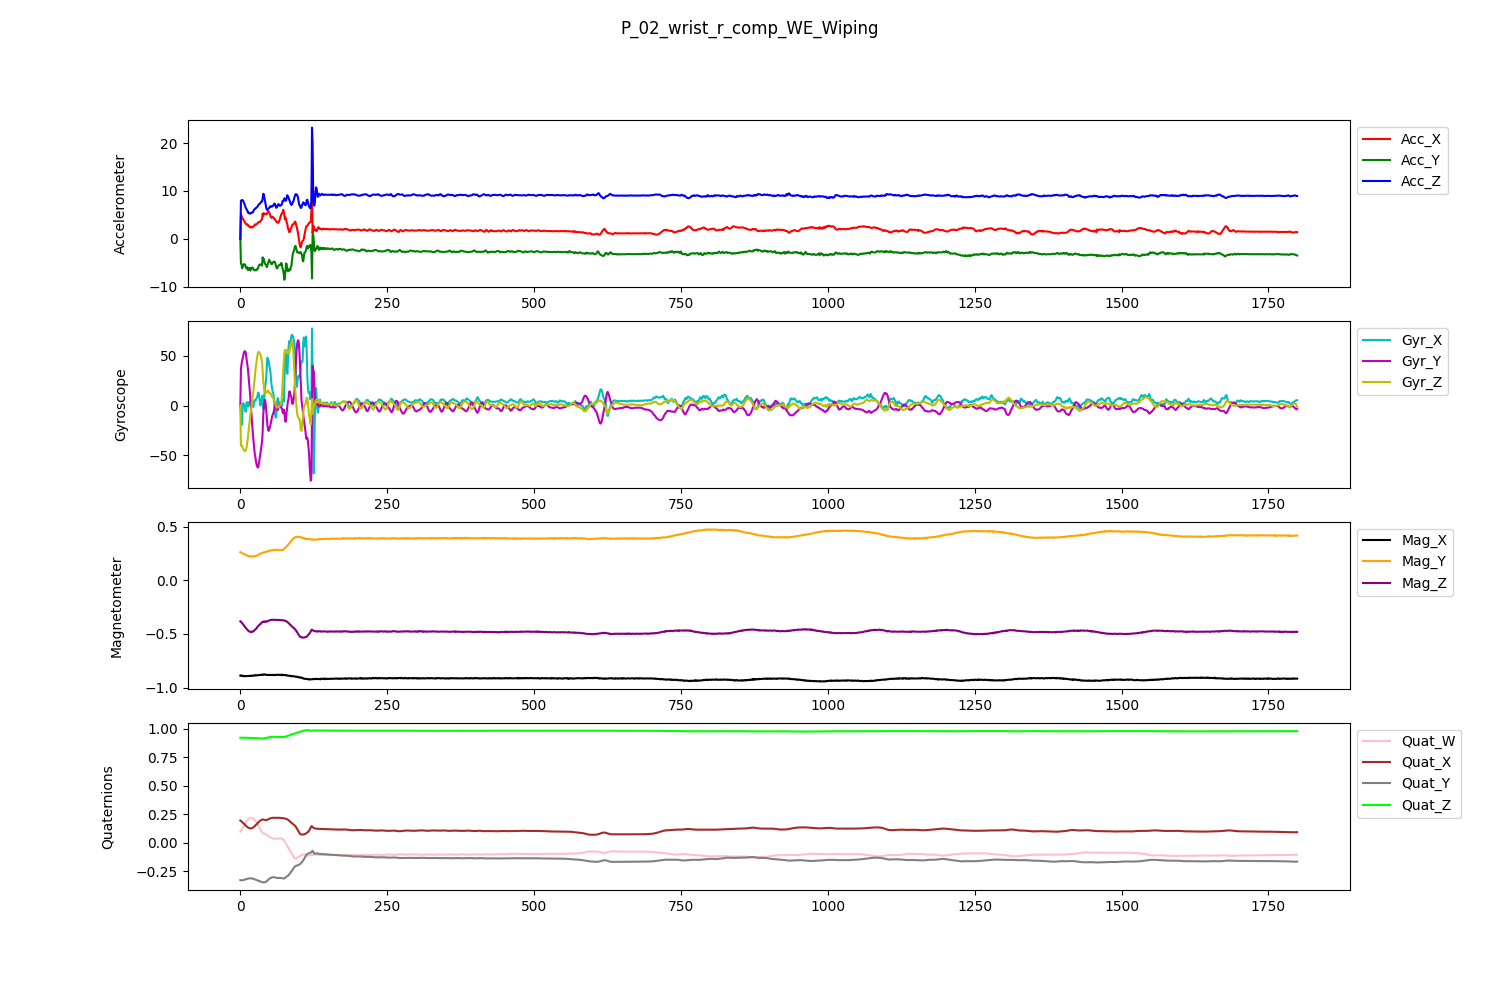 P_02_wrist_r_comp_WE_Wiping
Accelerometer
20
10
0
−10
0 250 500 750 1000 1250 1500 1750
Acc_X
Acc_Y
Acc_Z
Gyroscope
50
0
−50
0 250 500 750 1000 1250 1500 1750
Gyr_X
Gyr_Y
Gyr_Z
Magnetometer
0.5
0.0
−0.5
−1.0
0 250 500 750 1000 1250 1500 1750
Mag_X
Mag_Y
Mag_Z
Quaternions
1.00
0.75
0.50
0.25
0.00
−0.25
0 250 500 750 1000 1250 1500 1750
Quat_W
Quat_X
Quat_Y
Quat_Z